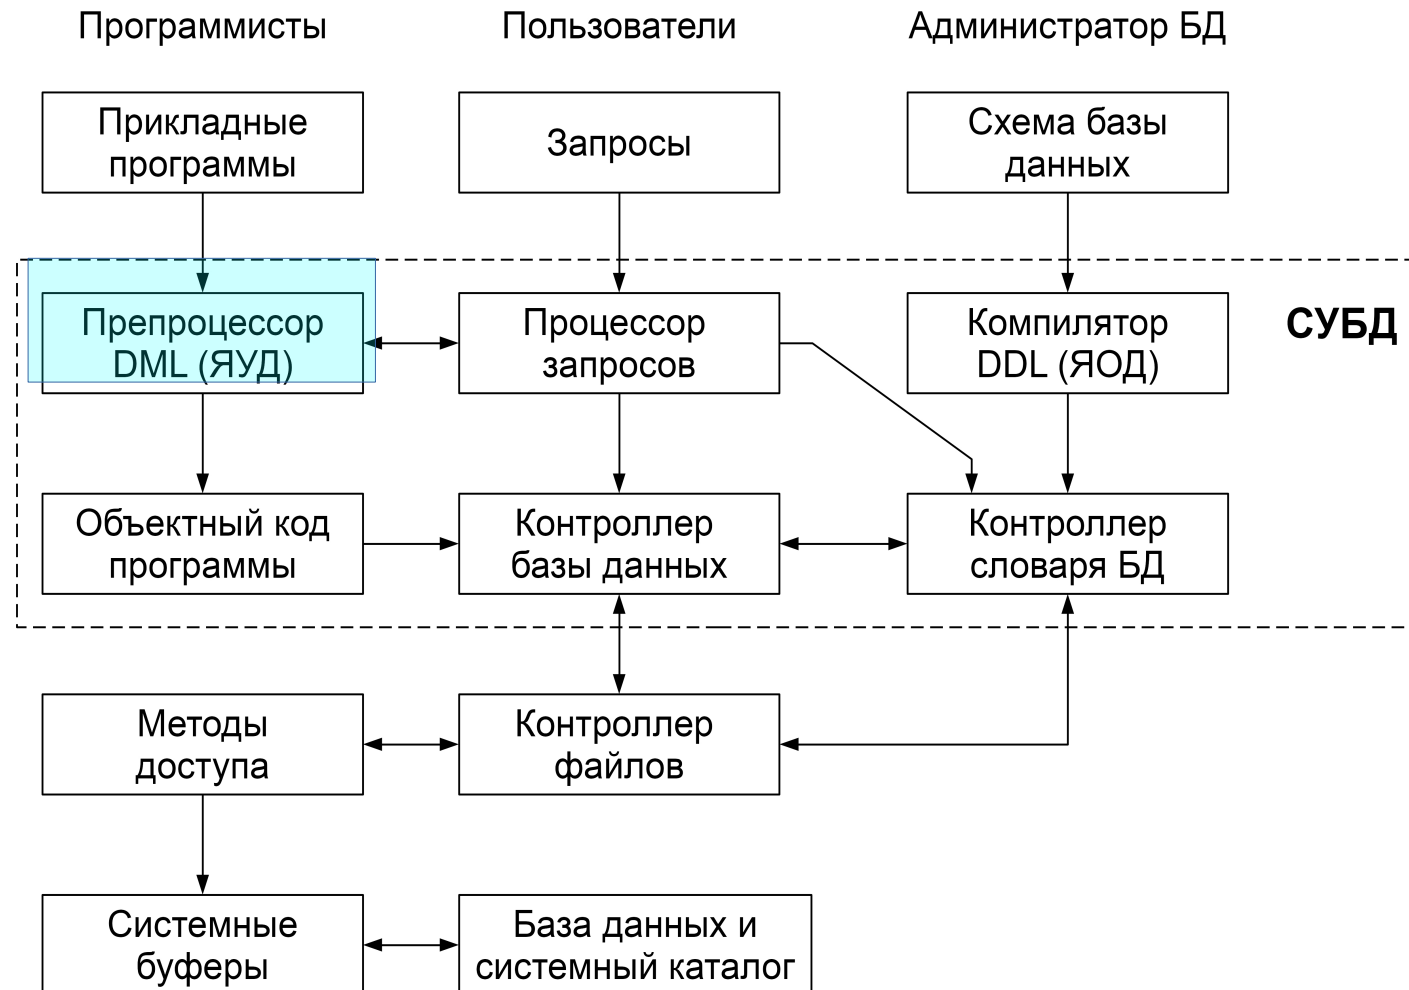 Программисты
Пользователи
Администратор БД
Прикладные
программы
Запросы
Схема базы
данных
Препроцессор
DML (ЯУД)
Процессор
запросов
Компилятор
DDL (ЯОД)
СУБД
Объектный код
программы
Контроллер
базы данных
Контроллер
словаря БД
Методы
доступа
Контроллер
файлов
Системные
буферы
База данных и
системный каталог